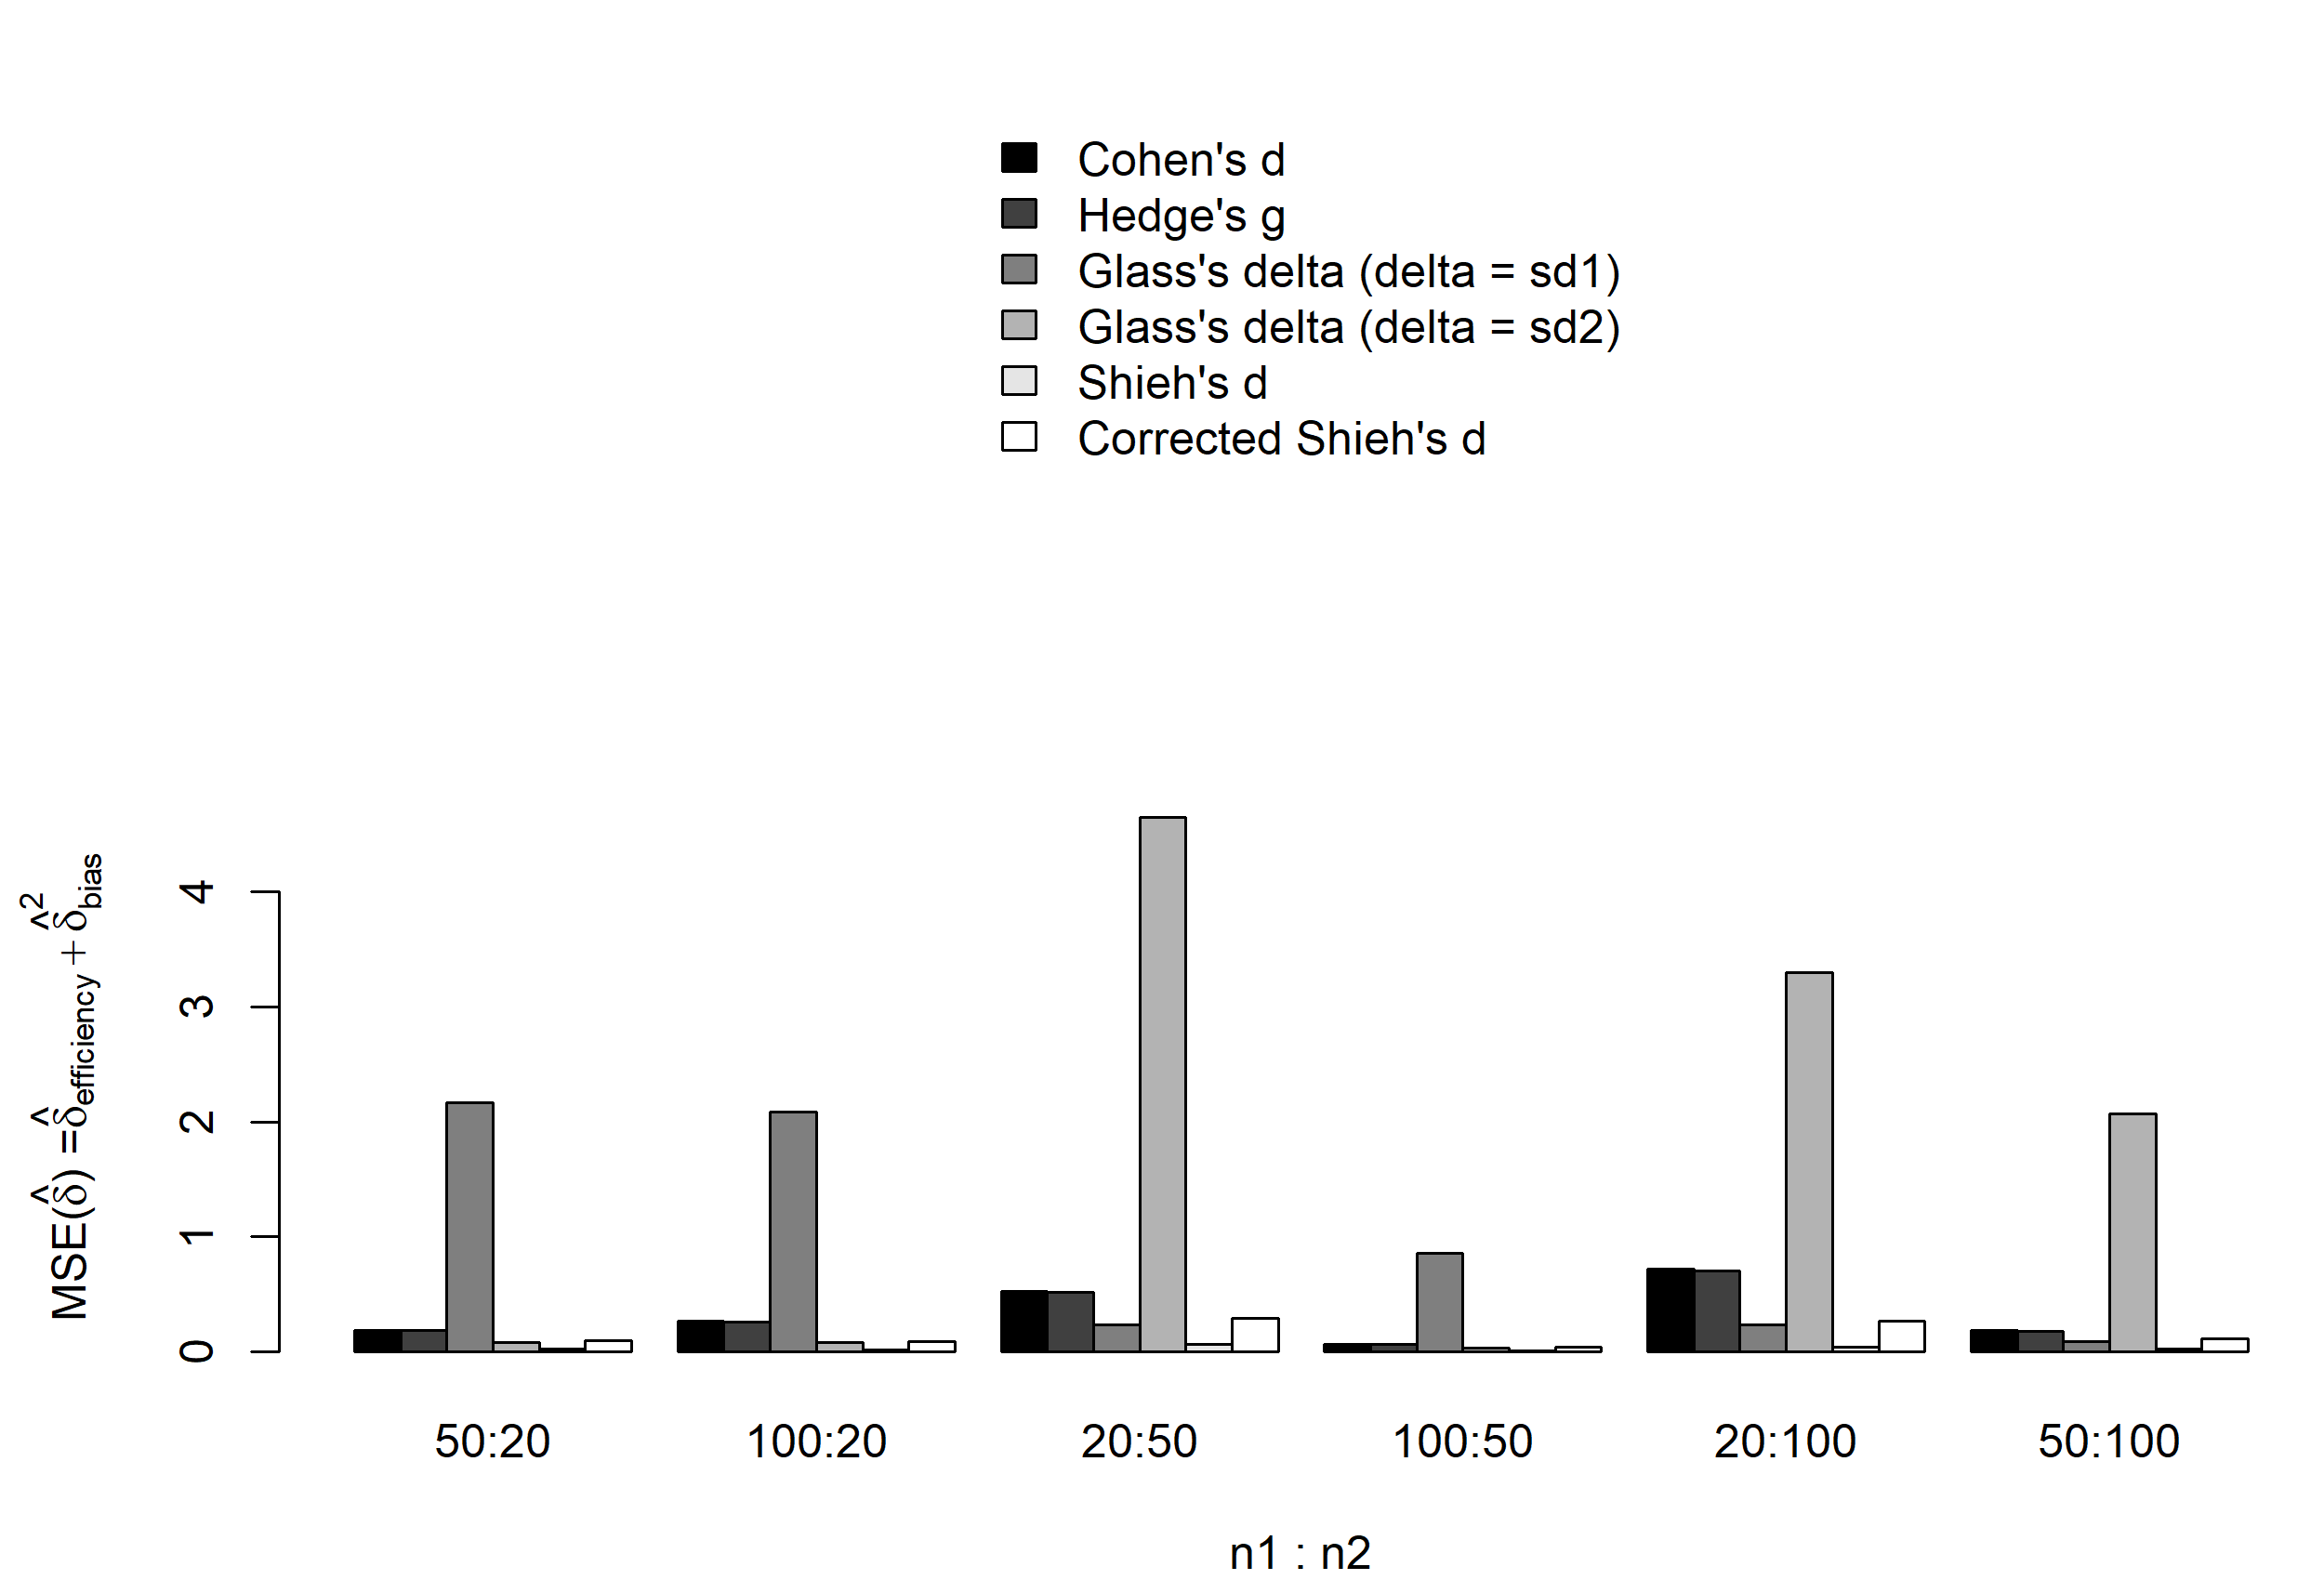 Cohen's d
Hedge's g
Glass's delta (delta = sd1)
Glass's delta (delta = sd2)
Shieh's d
Corrected Shieh's d
MSE(δ̂) = δ̂efficiency + δ̂²bias
4
3
2
1
0
50:20 100:20 20:50 100:50 20:100 50:100
n1 : n2